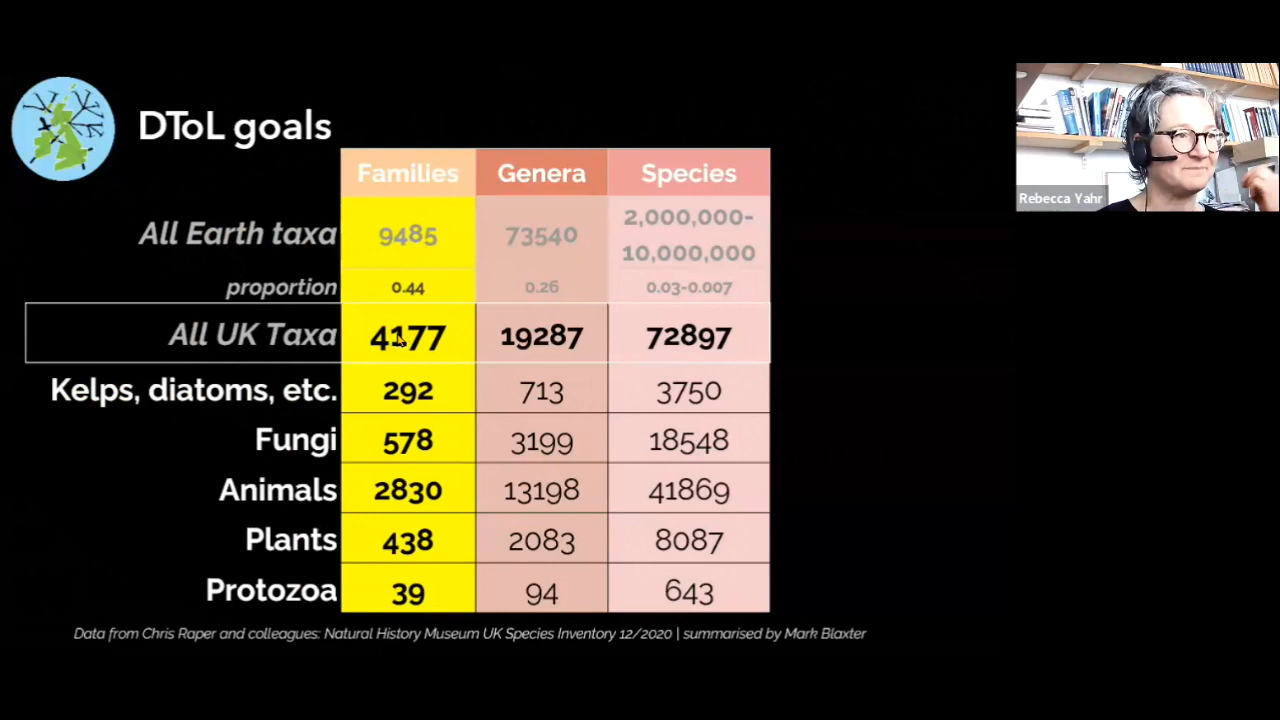 DToL goals
Rebecca Yahr
Families Genera Species
All Earth taxa 9485 73540 2,000,000-
10,000,000
proportion 0.44 0.26 0.03-0.007
All UK Taxa 4177 19287 72897
Kelps, diatoms, etc. 292 713 3750
Fungi 578 3199 18548
Animals 2830 13198 41869
Plants 438 2083 8087
Protozoa 39 94 643
Data from Chris Raper and colleagues: Natural History Museum UK Species Inventory 12/2020 | summarised by Mark Blaxter